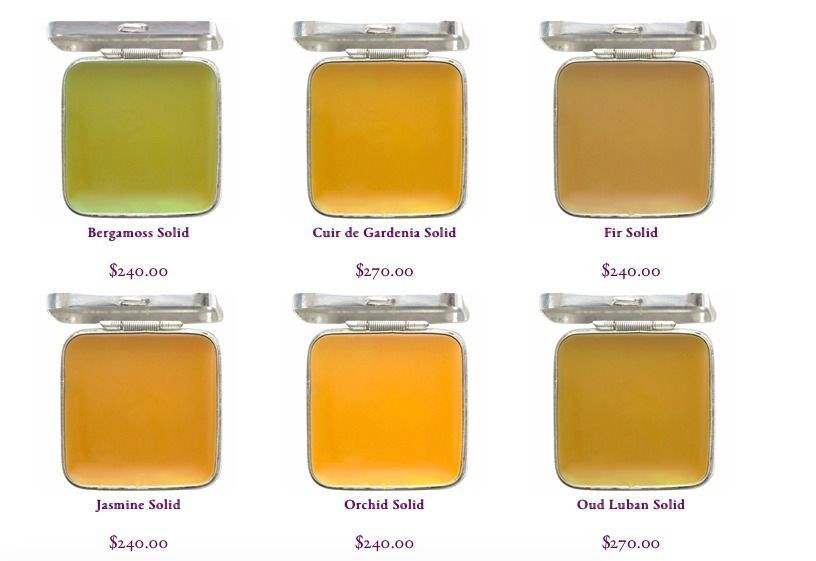 Bergamoss Solid
$240.00
Cuir de Gardenia Solid
$270.00
Fir Solid
$240.00
Jasmine Solid
$240.00
Orchid Solid
$240.00
Oud Luban Solid
$270.00